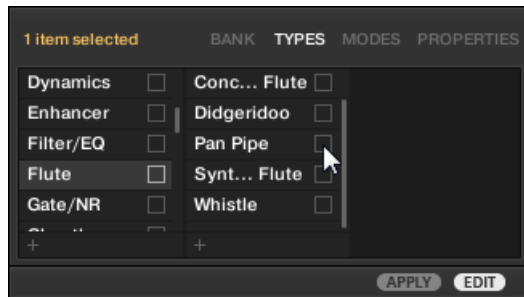 1 item selected BANK TYPES MODES PROPERTIES
Dynamics Conc... Flute
Enhancer Didgeridoo
Filter/EQ Pan Pipe
Flute Synt... Flute
Gate/NR Whistle
+ +
APPLY EDIT